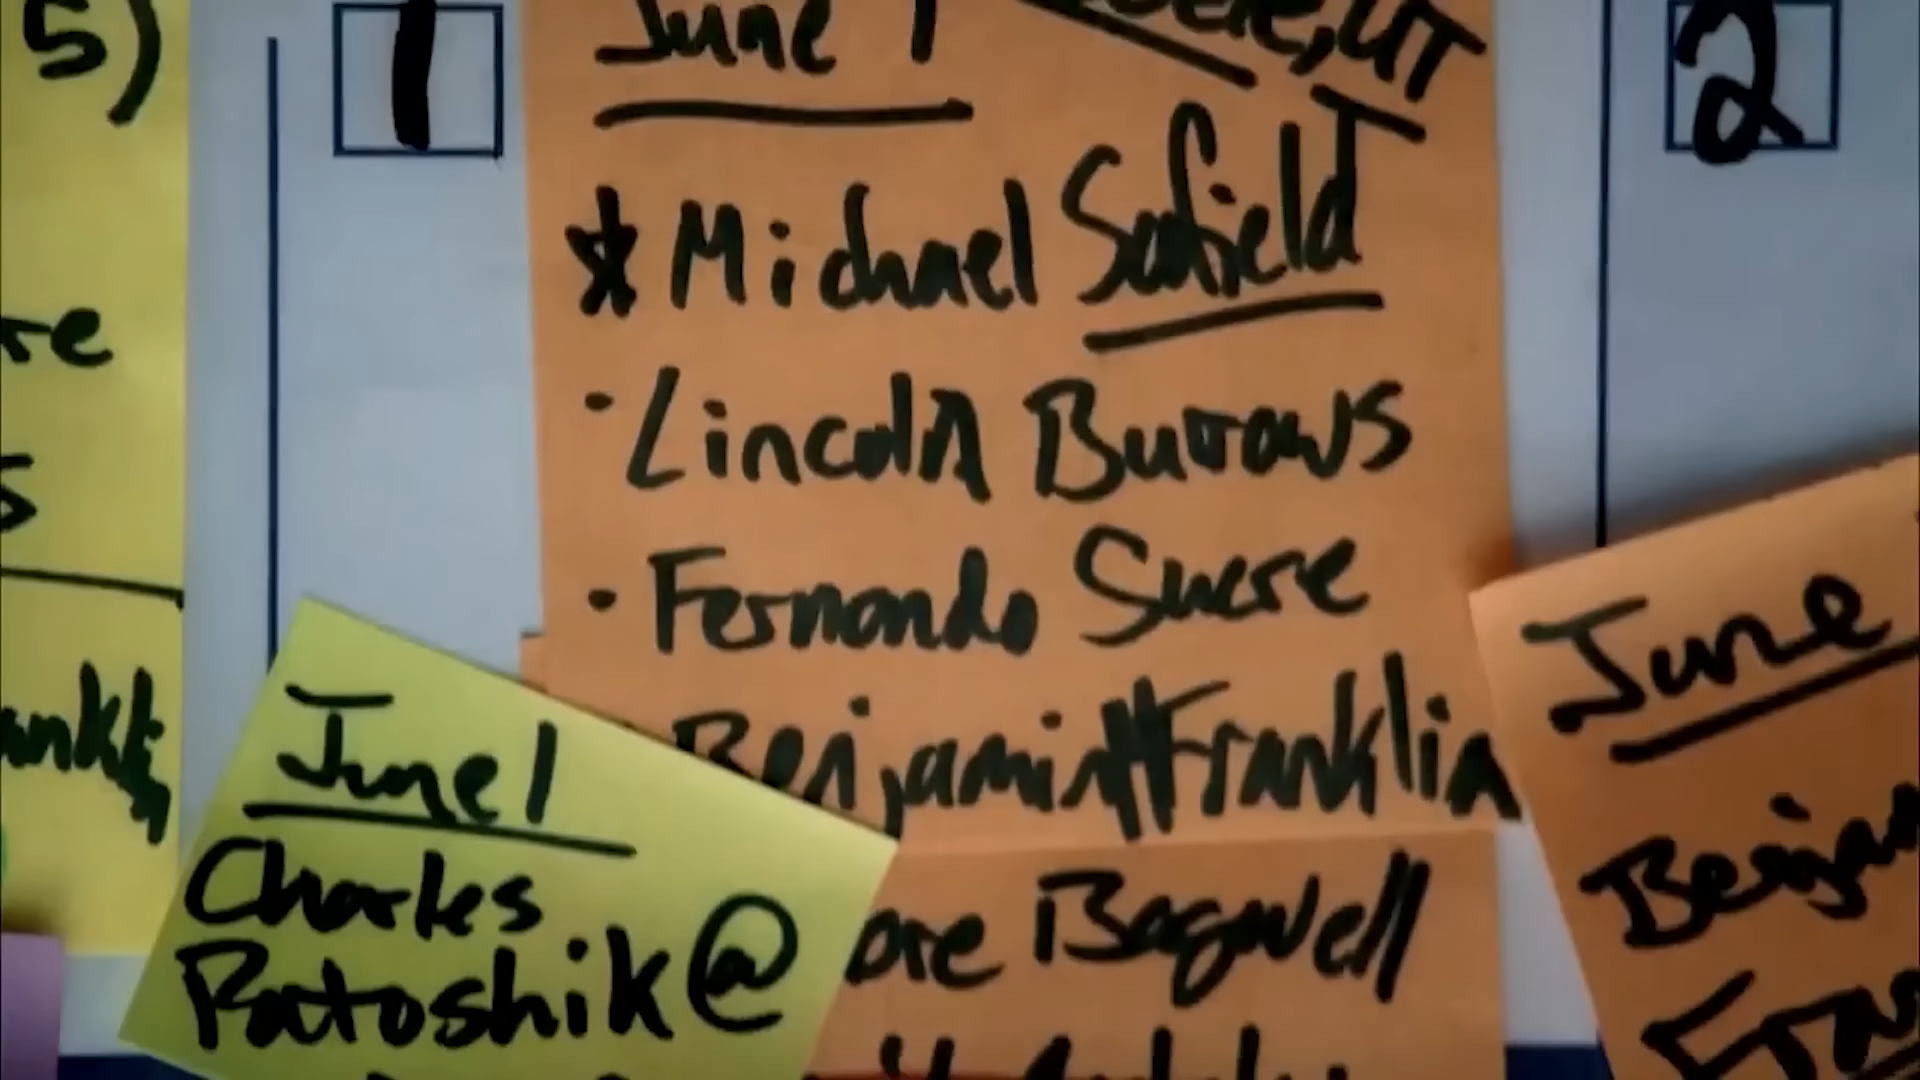 5)
1
June 1
UT
2
Michael Scofield
Lincoln Burrows
Fernando Sucre
Benjamin Franklin
June
June 1
Charles
Patoshik @
ore Bagwell